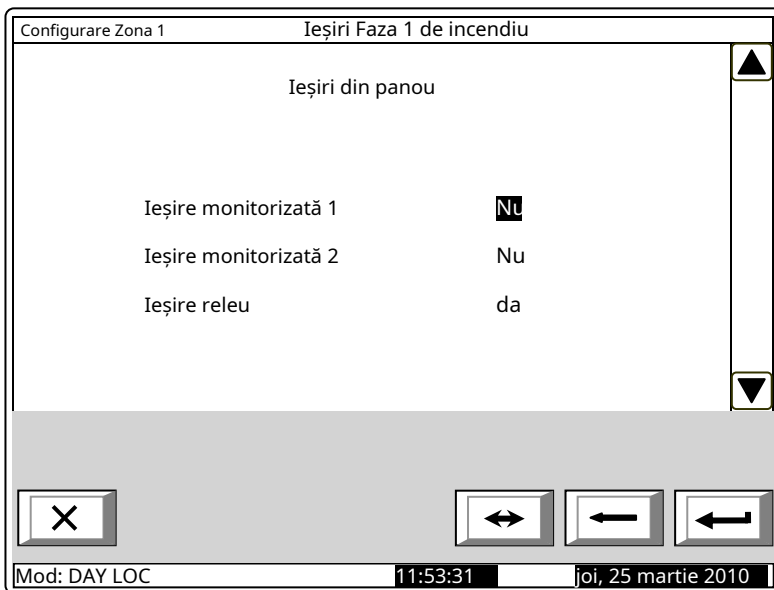 Configurare Zona 1 Ieșiri Faza 1 de incendiu
Ieșiri din panou
Ieșire monitorizată 1 Nu
Ieșire monitorizată 2 Nu
Ieșire releu da
Mod: DAY LOC 11:53:31 joi, 25 martie 2010